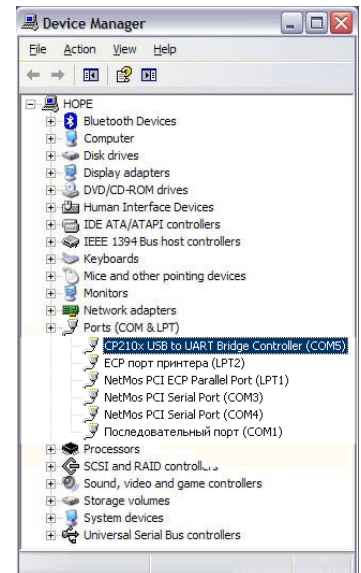 Device Manager
File Action View Help
HOPE
Bluetooth Devices
Computer
Disk drives
Display adapters
DVD/CD-ROM drives
Human Interface Devices
IDE ATA/ATAPI controllers
IEEE 1394 Bus host controllers
Keyboards
Mice and other pointing devices
Monitors
Network adapters
Ports (COM & LPT)
CP210x USB to UART Bridge Controller (COM5)
ECP порт принтера (LPT2)
NetMos PCI ECP Parallel Port (LPT1)
NetMos PCI Serial Port (COM3)
NetMos PCI Serial Port (COM4)
Последовательный порт (COM1)
Processors
SCSI and RAID
Sound, video and game controllers
Storage volumes
System devices
Universal Serial Bus controllers